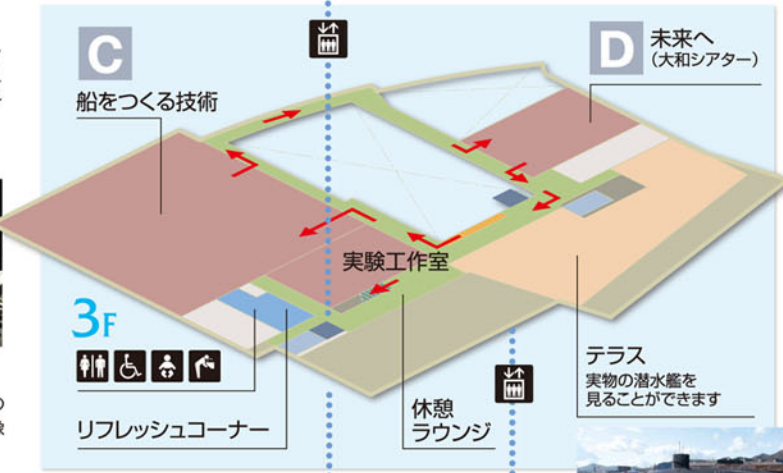 C
船をつくる技術
D
未来へ
(大和シアター)
実験工作室
3F
リフレッシュコーナー
休憩
ラウンジ
テラス
実物の潜水艦を
見ることができます
の